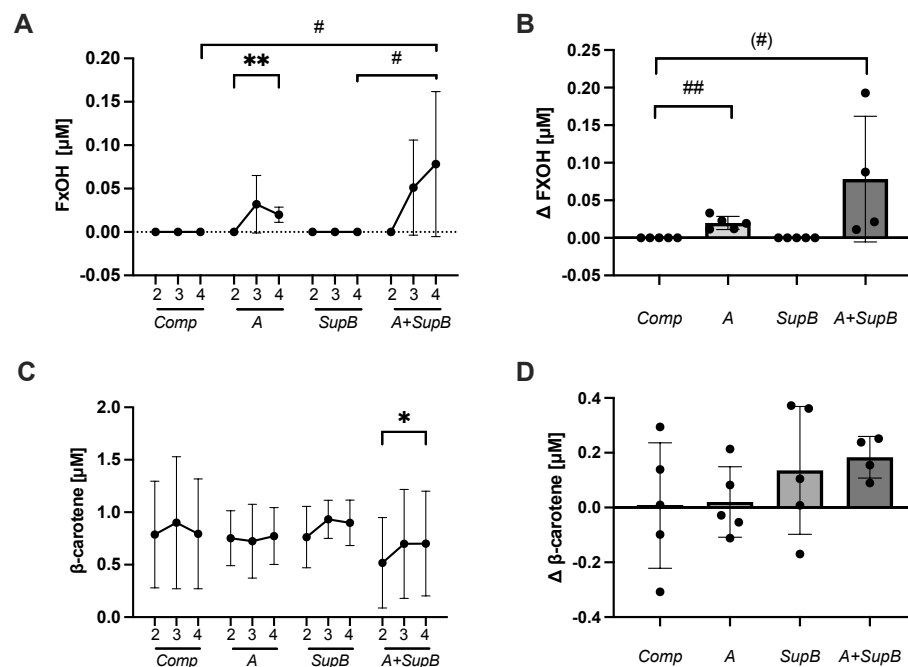 A
FxOH [µM]
0.20
0.15
0.10
0.05
0.00
-0.05
#
**
#
2 3 4 2 3 4 2 3 4 2 3 4
Comp A SupB A+SupB
B
Δ FXOH [µM]
0.25
0.20
0.15
0.10
0.05
0.00
-0.05
(#)
##
Comp A SupB A+SupB
C
β-carotene [µM]
2.0
1.5
1.0
0.5
0.0
*
2 3 4 2 3 4 2 3 4 2 3 4
Comp A SupB A+SupB
D
Δ β-carotene [µM]
0.4
0.2
0.0
-0.2
-0.4
Comp A SupB A+SupB